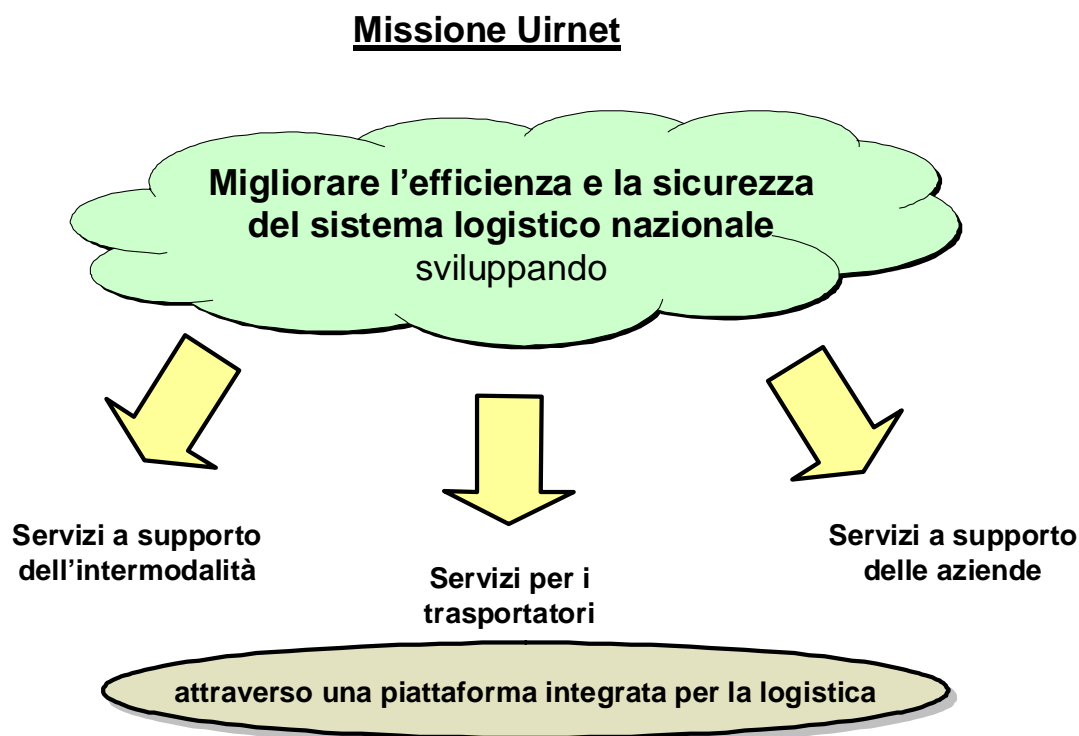 Missione Uirnet
Migliorare l'efficienza e la sicurezza
del sistema logistico nazionale
sviluppando
Servizi a supporto
dell'intermodalità
Servizi per i
trasportatori
Servizi a supporto
delle aziende
attraverso una piattaforma integrata per la logistica